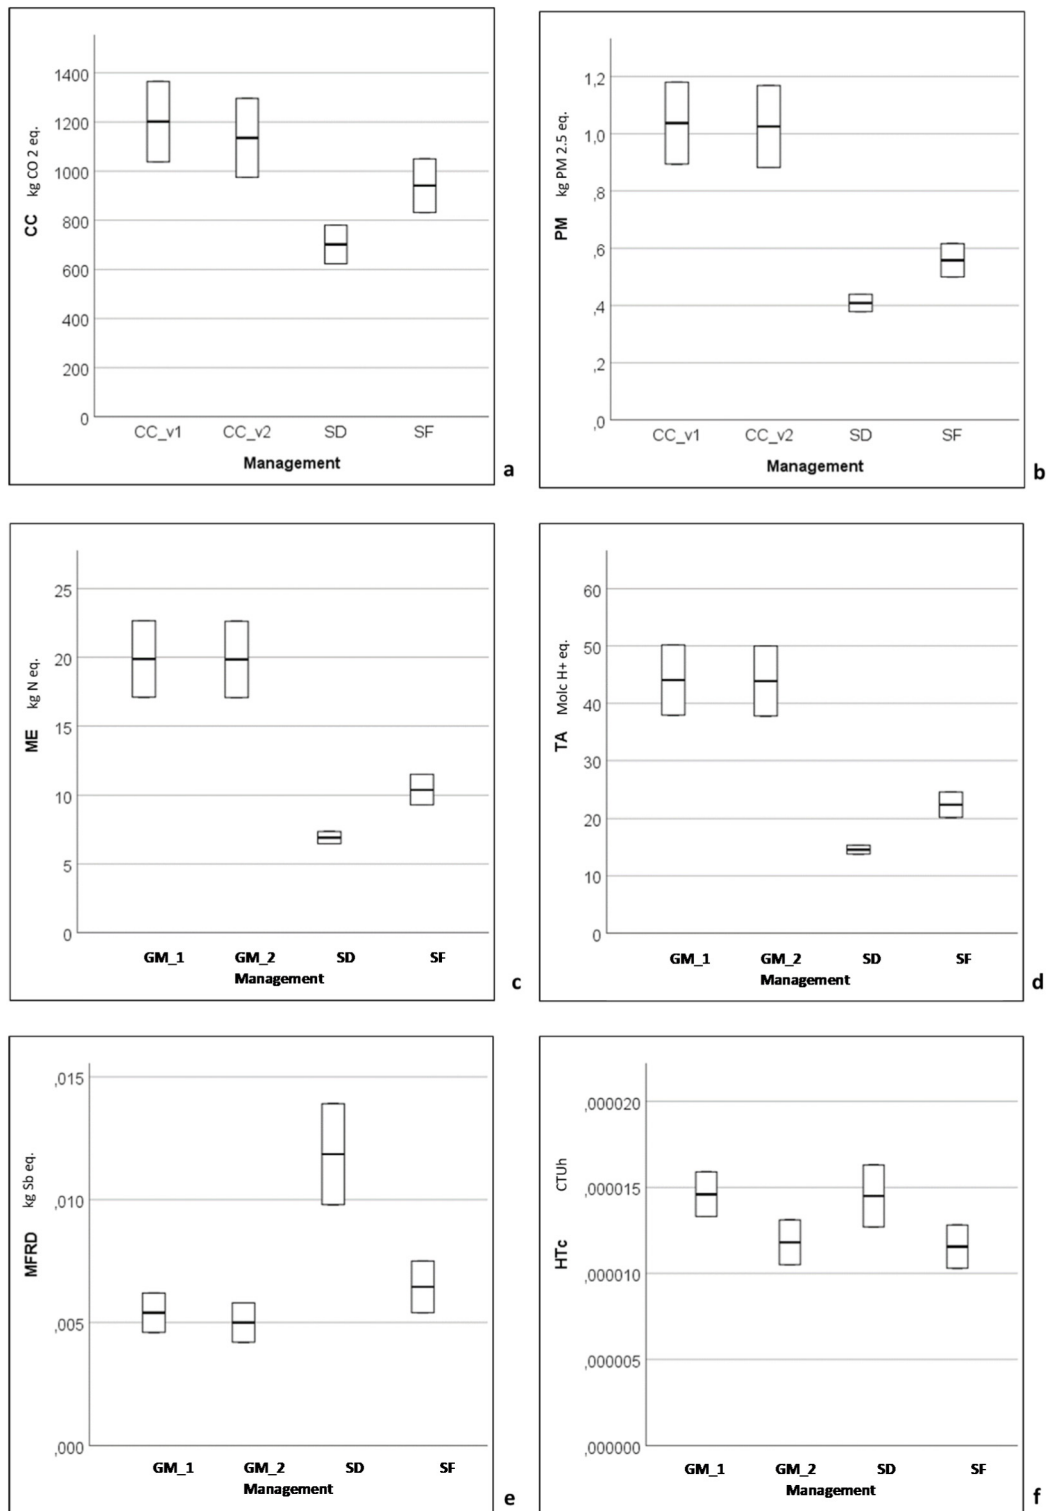 1400
1200
1000
800
600
400
200
0
CC kg CO 2 eq.
CC_v1 CC_v2 SD SF
Management
a
1,2
1,0
,8
,6
,4
,2
,0
PM kg PM 2.5 eq.
CC_v1 CC_v2 SD SF
Management
b
25
20
15
10
5
0
ME kg N eq.
GM_1 GM_2 SD SF
Management
c
60
50
40
30
20
10
0
TA Molc H+ eq.
GM_1 GM_2 SD SF
Management
d
,015
,010
,005
,000
MFRD kg Sb eq.
GM_1 GM_2 SD SF
Management
e
,000020
,000015
,000010
,000005
,000000
HTc CTUh
GM_1 GM_2 SD SF
Management
f